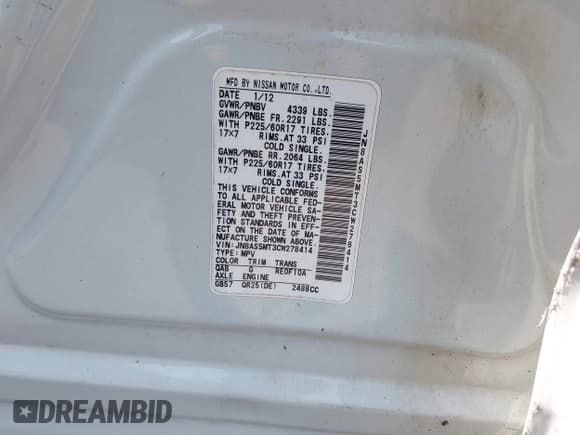 MFD BY NISSAN MOTOR CO.,LTD.
DATE 1/12
GVWR/PNBV 4339 LBS.
GAWR/PNBE FR. 2291 LBS.
WITH P225/60R17 TIRES.
17X7 RIMS.AT 33 PSI
COLD SINGLE.
GAWR/PNBE RR. 2064 LBS.
WITH P225/60R17 TIRES.
17X7 RIMS.AT 33 PSI
COLD SINGLE.
THIS VEHICLE CONFORMS
TO ALL APPLICABLE FED-
ERAL MOTOR VEHICLE SA-
FETY AND THEFT PREVEN-
TION STANDARDS IN EFF-
ECT ON THE DATE OF MA-
NUFACTURE SHOWN ABOVE.
VIN:JN8AS5MT3CW278414
TYPE:MPV
COLOR TRIM TRANS
QAB G RE0F10A
AXLE ENGINE
GB57 QR25(DE) 2488CC
JN8AS5MT3CW278414
DREAMBID